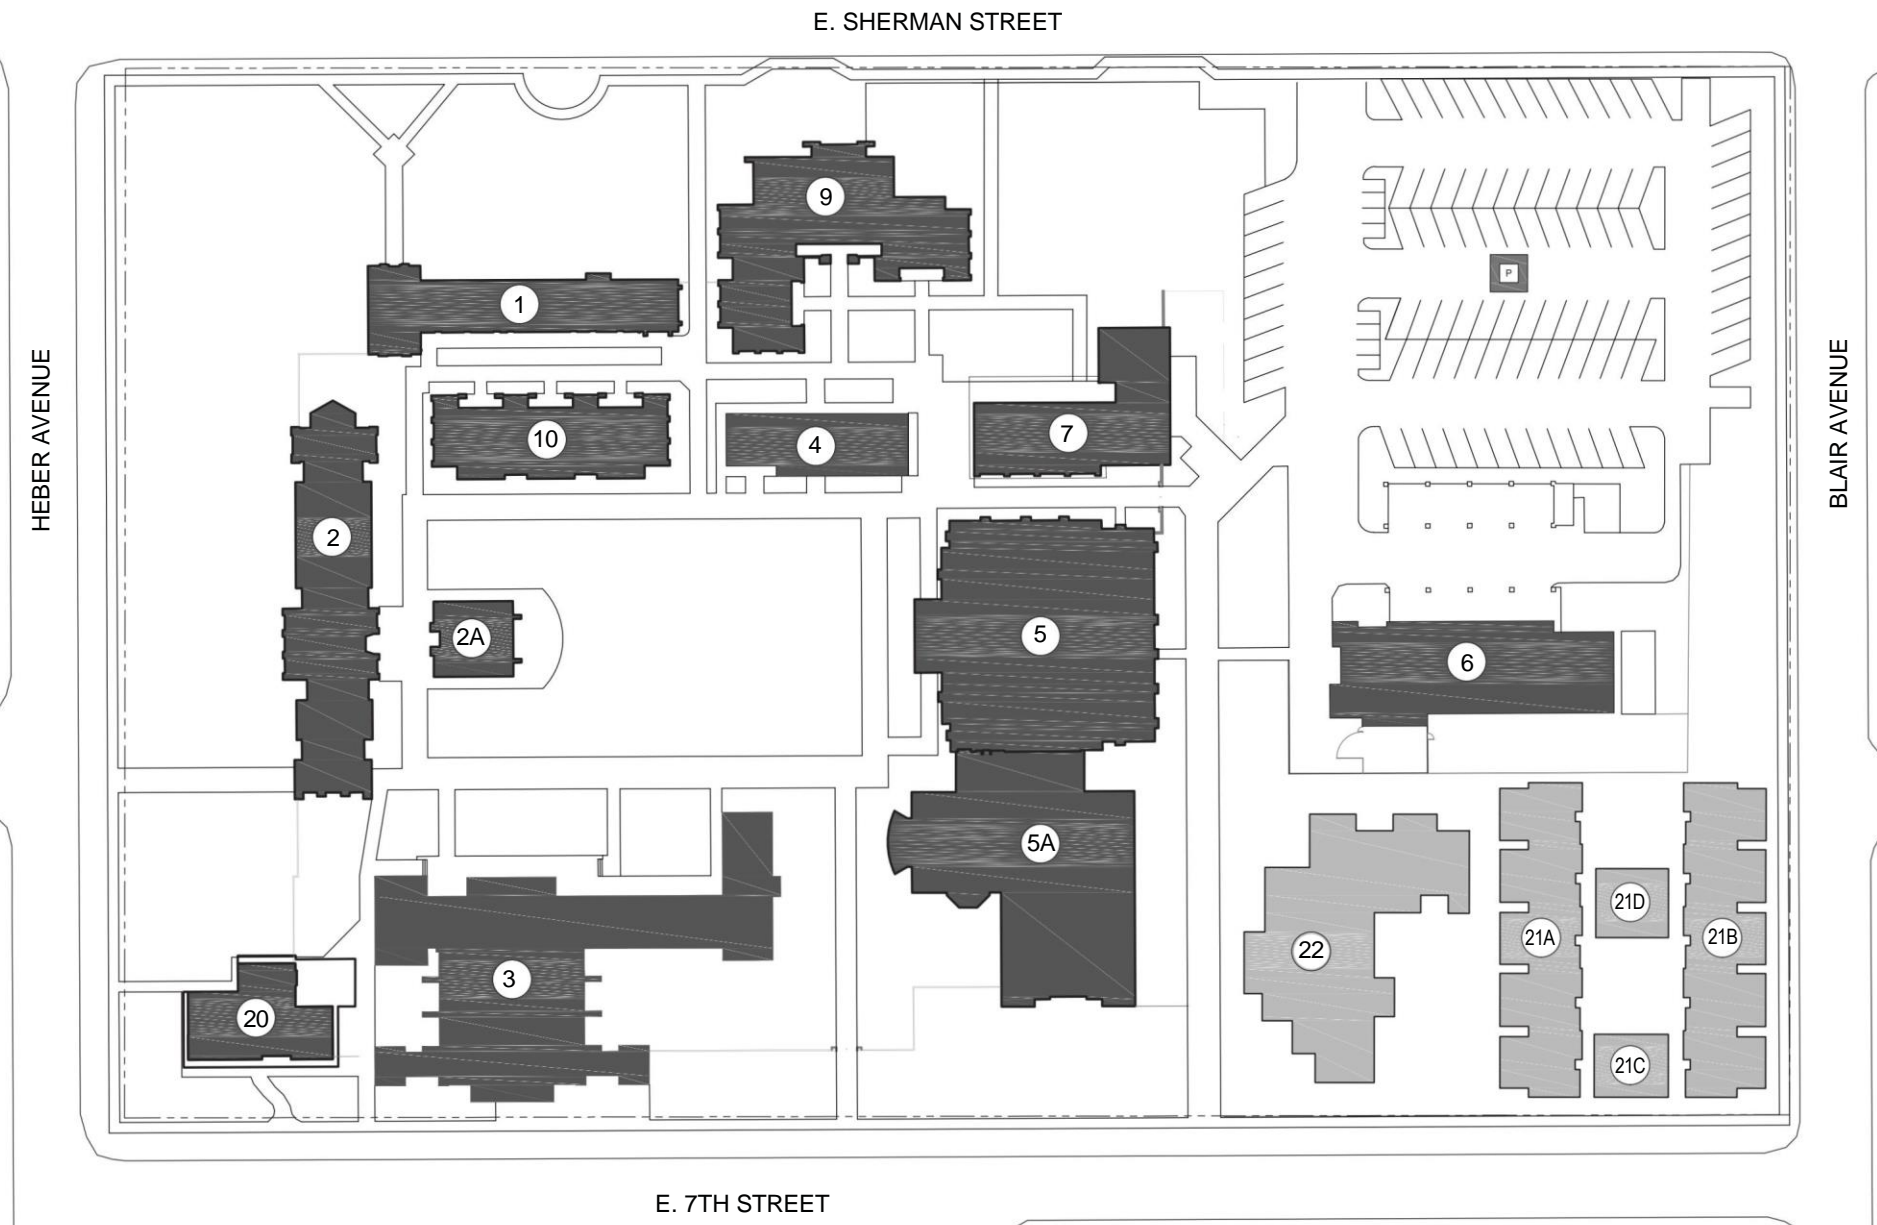 E. SHERMAN STREET
9
P
1
HEBER AVENUE
BLAIR AVENUE
10
4
7
2
2A
5
6
5A
21D
21A
21B
22
3
20
21C
E. 7TH STREET